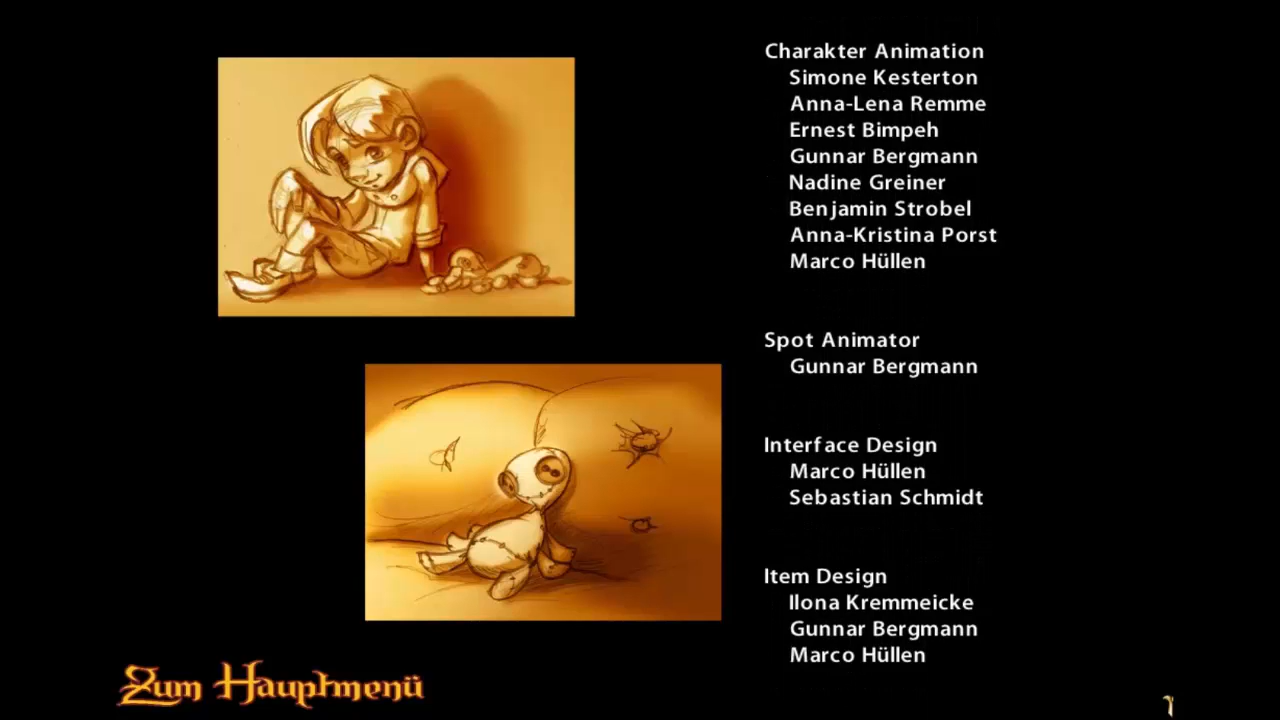 Charakter Animation
Simone Kesterton
Anna-Lena Remme
Ernest Bimpeh
Gunnar Bergmann
Nadine Greiner
Benjamin Strobel
Anna-Kristina Porst
Marco Hüllen
Spot Animator
Gunnar Bergmann
Interface Design
Marco Hüllen
Sebastian Schmidt
Item Design
Ilona Kremmeicke
Gunnar Bergmann
Marco Hüllen
Zum Hauptmenü